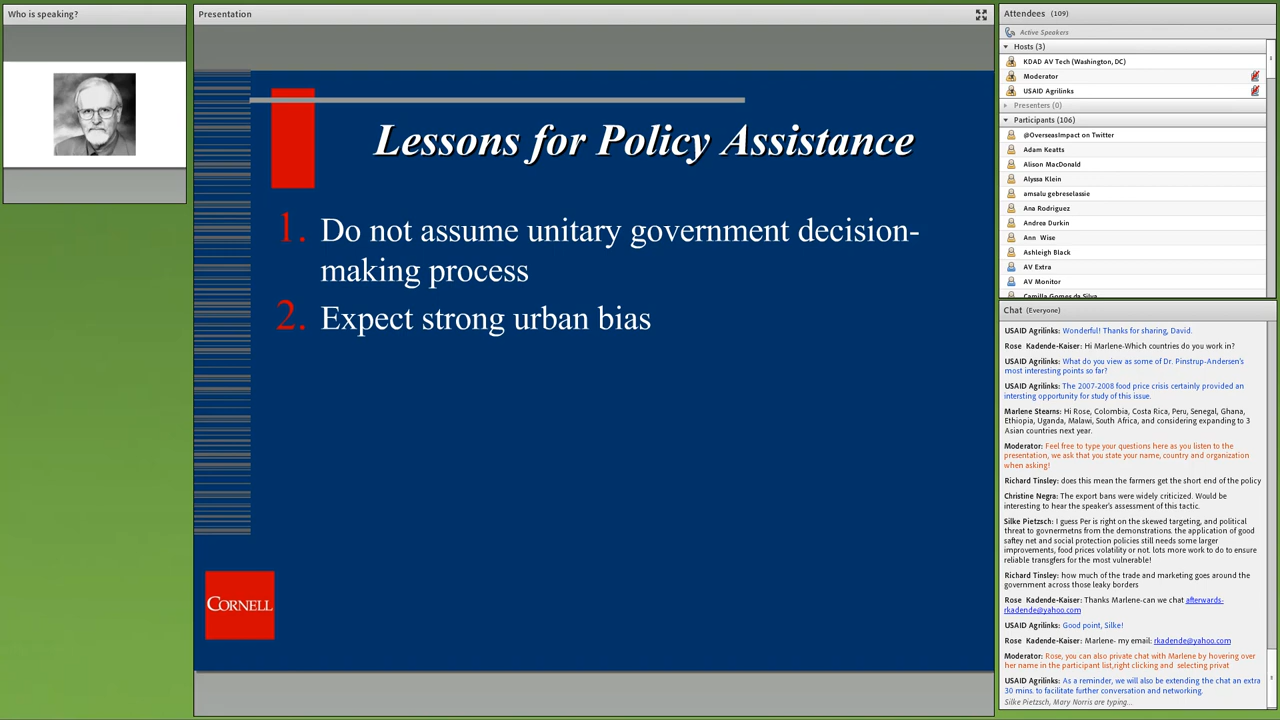 Who is speaking?
Presentation
Lessons for Policy Assistance
1. D not assume unitary government decision-
making process
2. Expect strong urban bias
CORNELL
Attendees (109)
Active Speakers
Hosts (3)
KDAD AV Tech (Washington, DC)
Moderator
USAID Agrilinks
Presenters (0)
Participants (106)
@OverseasImpact on Twitter
Adam Keatts
Alison MacDonald
Alyssa Klein
amsalu gebreselassie
Ana Rodriguez
Andrea Durkin
Ann Wise
Ashleigh Black
AV Extra
AV Monitor
Camilla Gomes da Silva
Chat (Everyone)
USAID Agrilinks: Wonderful! Thanks for sharing, David.
Rose Kadende-Kaiser: Hi Marlene-Which countries do you work in?
USAID Agrilinks: What do you view as some of Dr. Pinstrup-Andersen's
most interesting points so far?
USAID Agrilinks: The 2007-2008 food price crisis certainly provided an
intersting opportunity for study of this issue.
Marlene Stearns: Hi Rose, Colombia, Costa Rica, Peru, Senegal, Ghana,
Ethiopia, Uganda, Malawi, South Africa, and considering expanding to 3
Asian countries next year.
Moderator: Feel free to type your questions here as you listen to the
presentation, we ask that you state your name, country and organization
when asking!
Richard Tinsley: does this mean the farmers get the short end of the policy
Christine Negra: The export bans were widely criticized. Would be
interesting to hear the speaker's assessment of this tactic.
Silke Pietzsch: I guess Per is right on the skewed targeting, and political
threat to govnermetns from the demonstrations. the application of good
saftey net and social protection policies still needs some larger
improvements, food prices volatility or not. lots more work to do to ensure
reliable transgfers for the most vulnerable!
Richard Tinsley: how much of the trade and marketing goes around the
government across those leaky borders
Rose Kadende-Kaiser: Thanks Marlene-can we chat afterwards-
rkadende@yahoo.com
USAID Agrilinks: Good point, Silke!
Rose Kadende-Kaiser: Marlene- my email: rkadende@yahoo.com
Moderator: Rose, you can also private chat with Marlene by hovering over
her name in the participant list,right clicking and selecting privat
USAID Agrilinks: As a reminder, we will also be extending the chat an extra
30 mins. to facilitate further conversation and networking.
Silke Pietzsch, Mary Norris are typing...